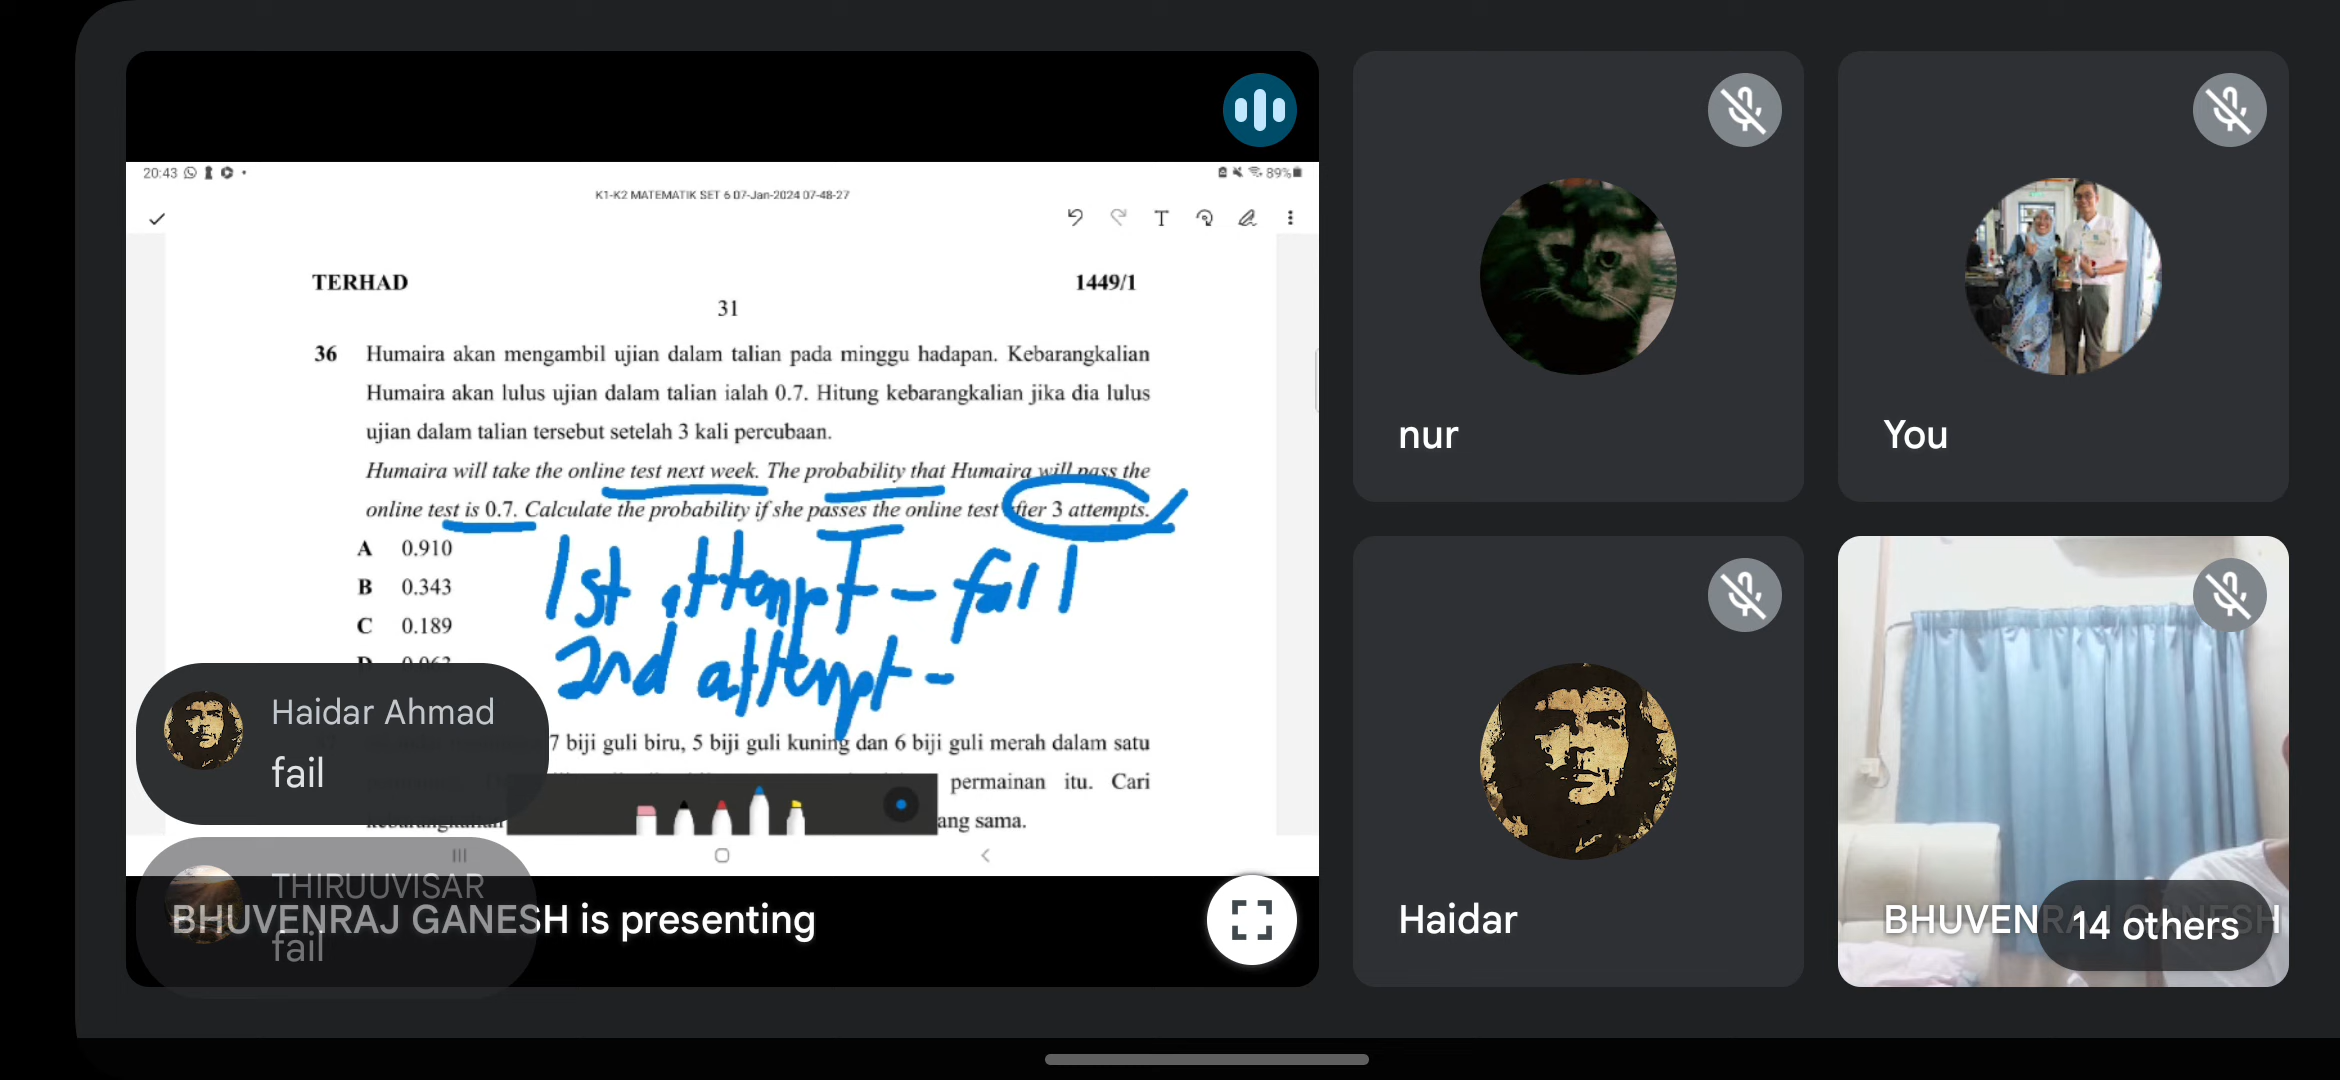 20:43
89%
K1-K2 MATEMATIK SET 6 07-Jan-2024 07-48-27
T
TERHAD
1449/1
31
36 Humaira akan mengambil ujian dalam talian pada minggu hadapan. Kebarangkalian
Humaira akan lulus ujian dalam talian ialah 0.7. Hitung kebarangkalian jika dia lulus
ujian dalam talian tersebut setelah 3 kali percubaan.
Humaira will take the online test next week. The probability that Humaira will pass the
online test is 0.7. Calculate the probability if she passes the online test after 3 attempts.
A 0.910
B 0.343
C 0.189
1st attempt - fail
2nd attempt -
7 biji guli biru, 5 biji guli kuning dan 6 biji guli merah dalam satu
permainan itu. Cari
ang sama.
Haidar Ahmad
fail
THIRUUVISAR
fail
BHUVENRAJ GANESH is presenting
nur
You
Haidar
BHUVENRAJ GANESH
14 others